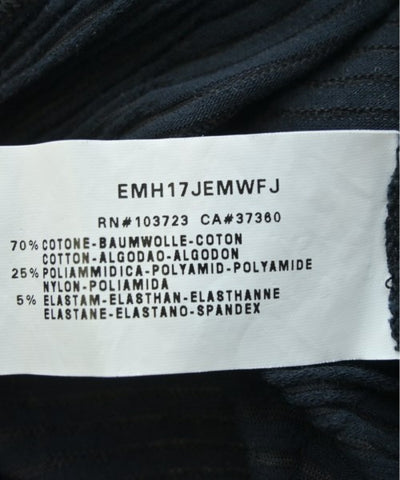 EMH17JEMWFJ
RN#103723 CA#37360
70% COTONE-BAUMWOLLE-COTON
COTTON-ALGODAO-ALGODON
25% POLIAMMIDICA-POLYAMID-POLYAMIDE
NYLON-POLIAMIDA
5% ELASTAM-ELASTHAN-ELASTHANNE
ELASTANE-ELASTANO-SPANDEX